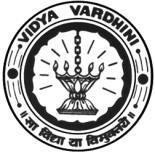 VIDYA VARDHINI
॥ सा विद्या या विमुक्तये ॥